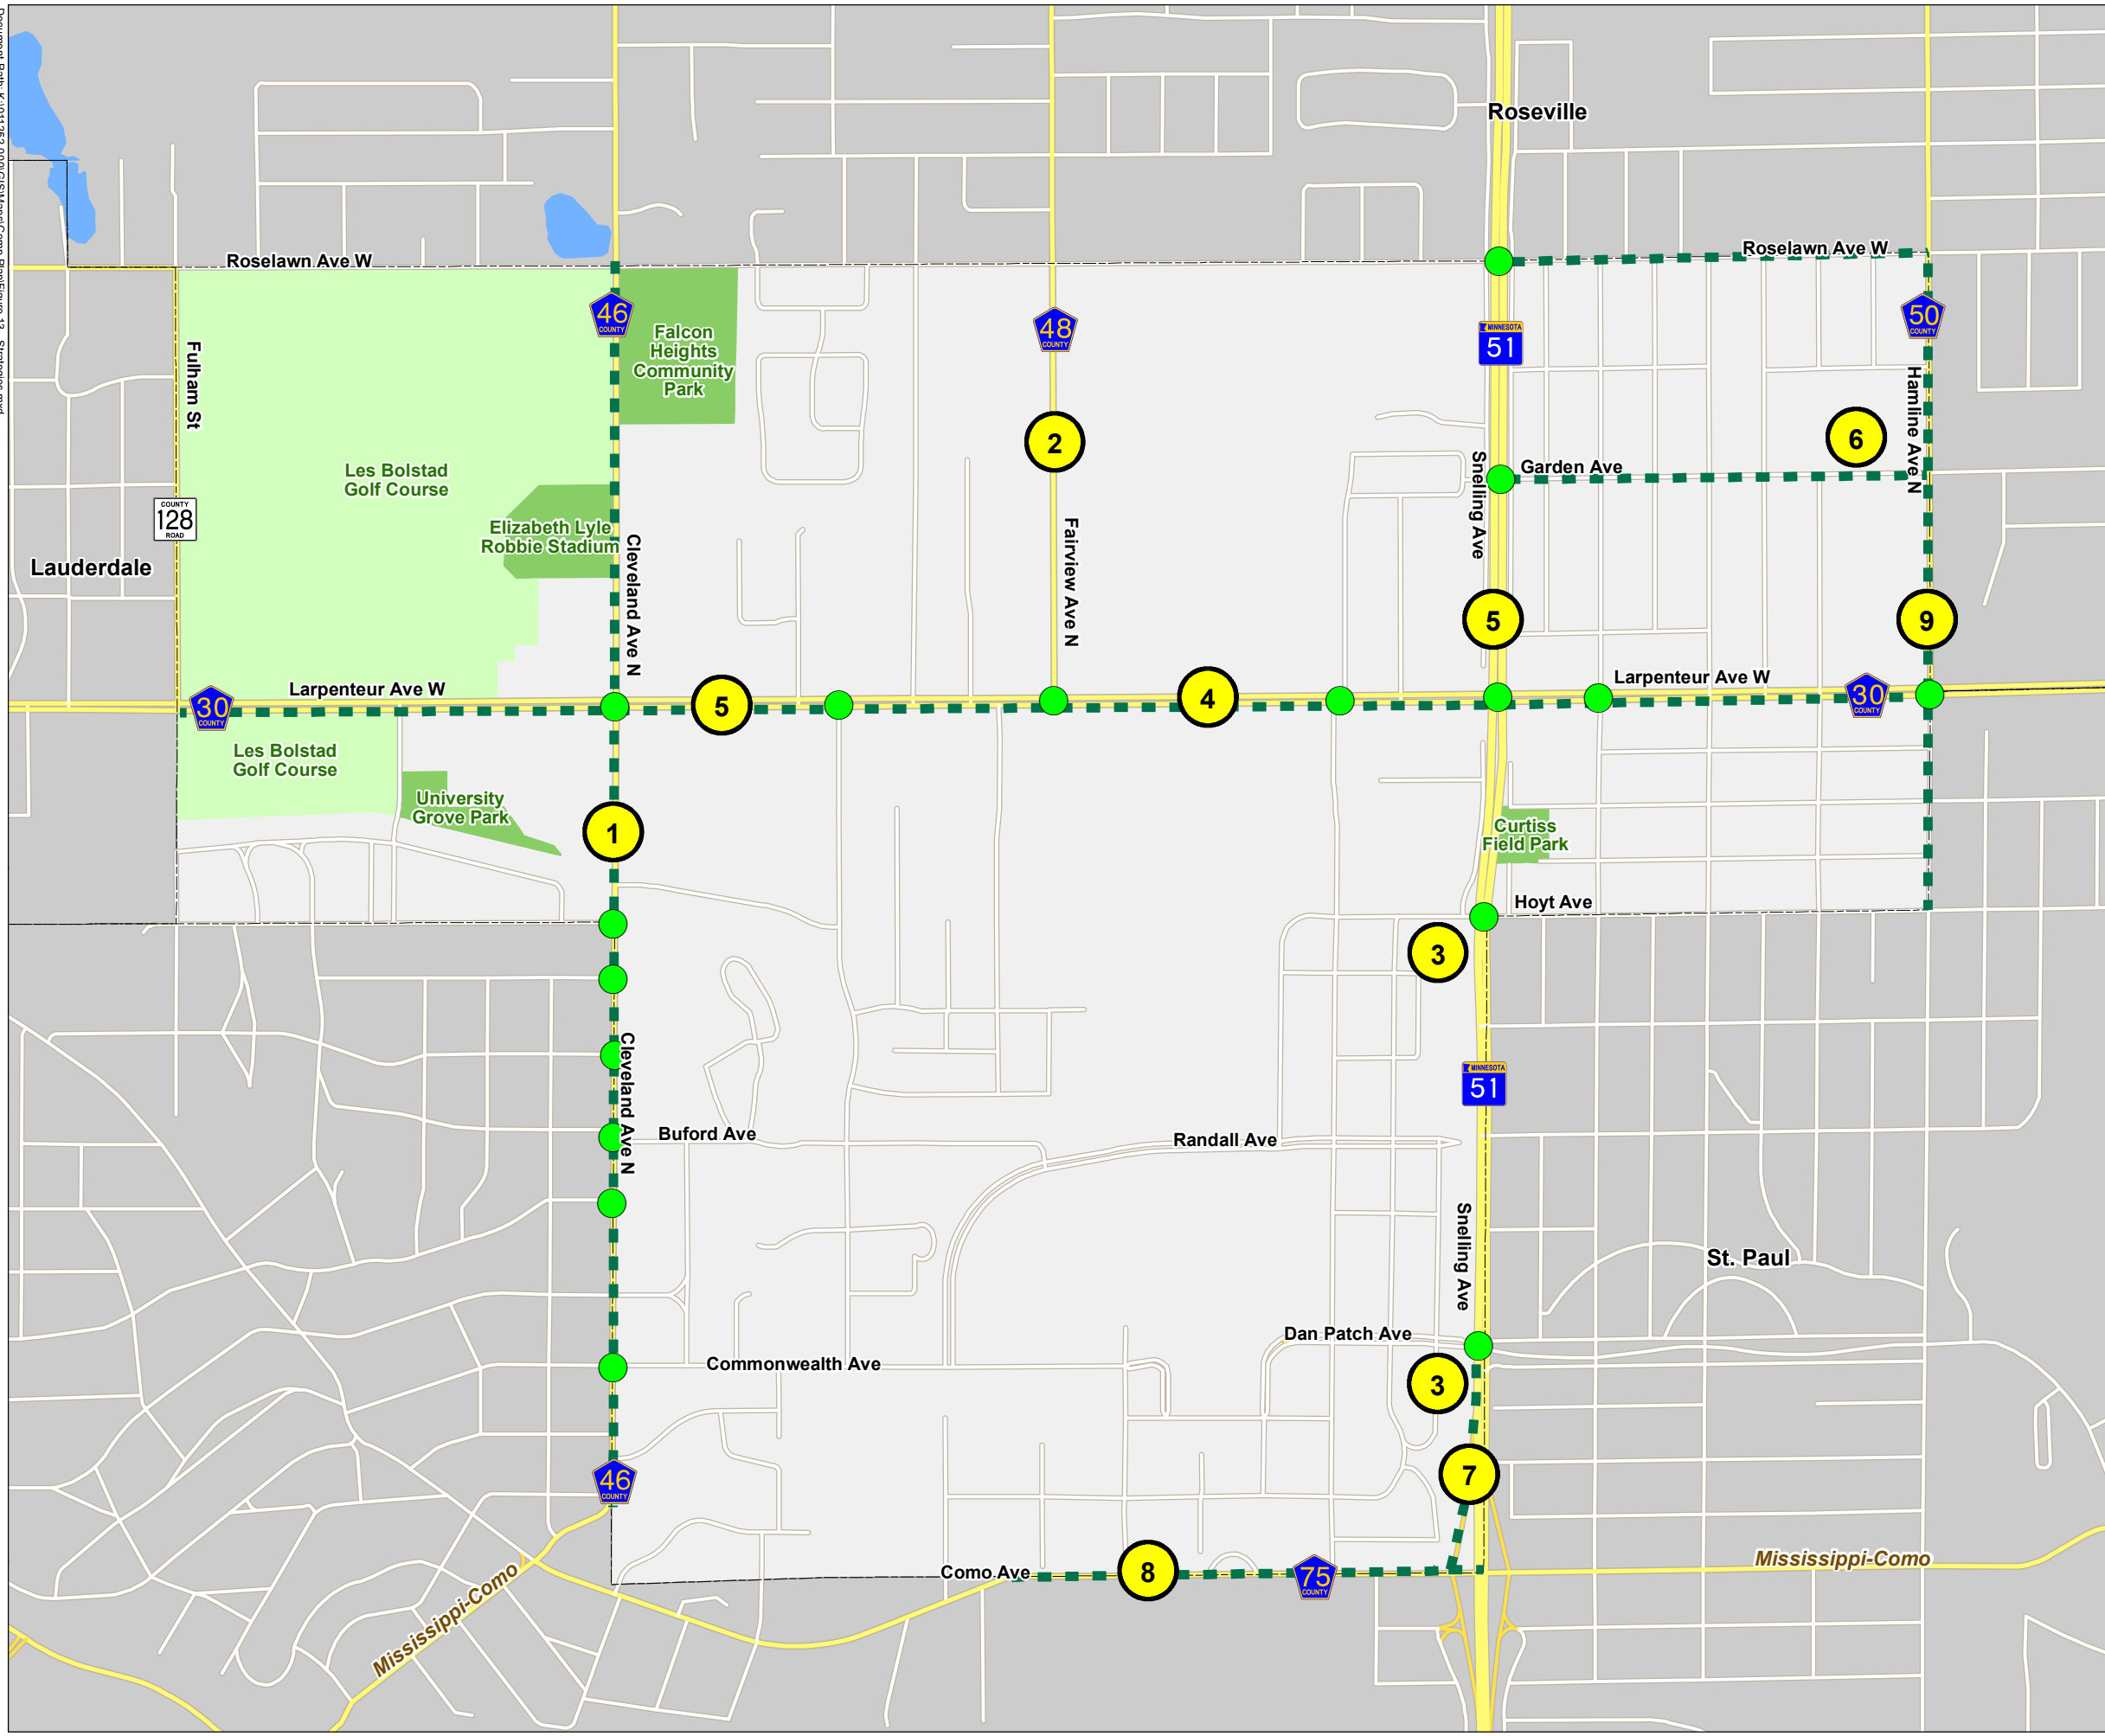 Roseville
Roselawn Ave W
Roselawn Ave W
46
COUNTY
48
COUNTY
MINNESOTA
51
50
COUNTY
Falcon
Heights
Community
Park
Fulham St
Hamline Ave N
2
6
Les Bolstad
Golf Course
Snelling Ave
Garden Ave
COUNTY
128
ROAD
Elizabeth Lyle
Robbie Stadium
Cleveland Ave N
Fairview Ave N
Lauderdale
5
9
Larpenteur Ave W
Larpenteur Ave W
30
COUNTY
5
4
30
COUNTY
Les Bolstad
Golf Course
University
Grove Park
1
Curtiss
Field Park
Hoyt Ave
3
Cleveland Ave N
MINNESOTA
51
Buford Ave
Randall Ave
Snelling Ave
St. Paul
Dan Patch Ave
Commonwealth Ave
3
46
COUNTY
7
Como Ave
8
75
COUNTY
Mississippi-Como
Mississippi-Como